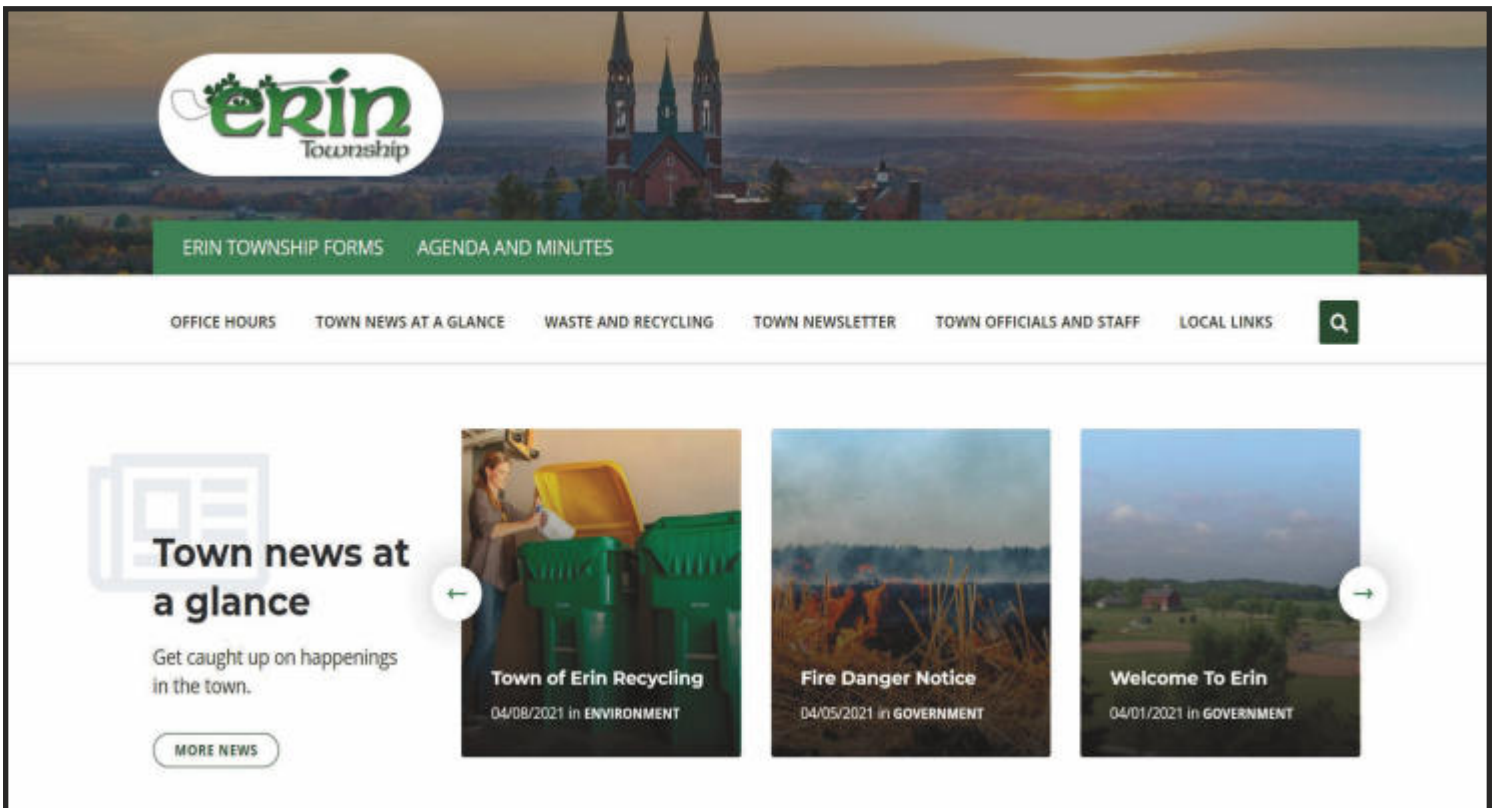 erin
Township
ERIN TOWNSHIP FORMS AGENDA AND MINUTES
OFFICE HOURS TOWN NEWS AT A GLANCE WASTE AND RECYCLING TOWN NEWSLETTER TOWN OFFICIALS AND STAFF LOCAL LINKS
Town news at
a glance
Get caught up on happenings
in the town.
MORE NEWS
Town of Erin Recycling
04/08/2021 in ENVIRONMENT
Fire Danger Notice
04/05/2021 in GOVERNMENT
Welcome To Erin
04/01/2021 in GOVERNMENT